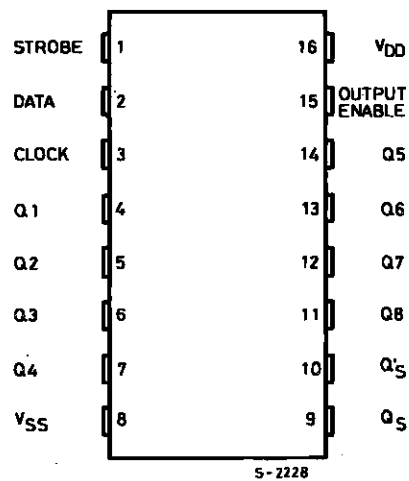 STROBE 1 16 VDD
DATA 2 15 OUTPUT ENABLE
CLOCK 3 14 Q5
Q1 4 13 Q6
Q2 5 12 Q7
Q3 6 11 Q8
Q4 7 10 Q'S
VSS 8 9 QS
S-2228